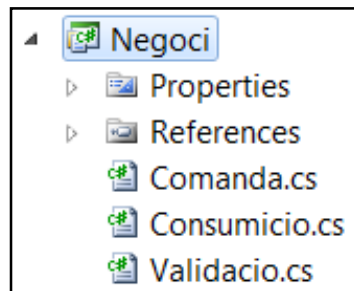 Negoci
Properties
References
Comanda.cs
Consumicio.cs
Validacio.cs